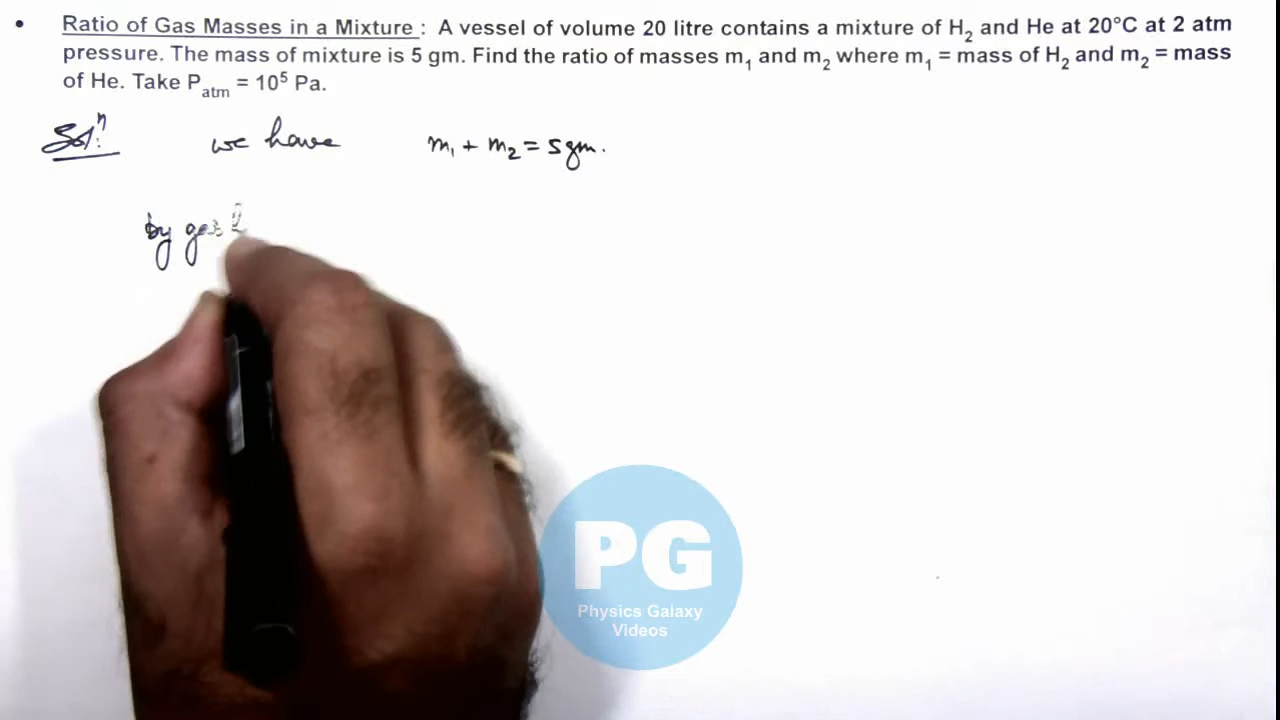 • Ratio of Gas Masses in a Mixture : A vessel of volume 20 litre contains a mixture of H₂ and He at 20°C at 2 atm
pressure. The mass of mixture is 5 gm. Find the ratio of masses m₁ and m₂ where m₁ = mass of H₂ and m₂ = mass
of He. Take Pₐₜₘ = 10⁵ Pa.
Solⁿ: we have m₁ + m₂ = 5 gm.
by gas
PG
Physics Galaxy
Videos